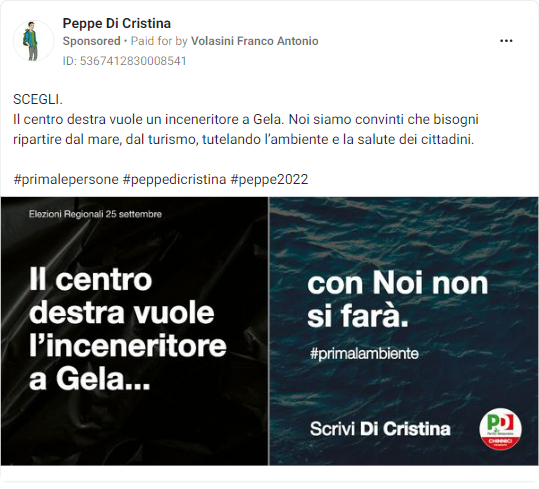 Peppe Di Cristina
Sponsored • Paid for by Volasini Franco Antonio
ID: 5367412830008541
SCEGLI.
Il centro destra vuole un inceneritore a Gela. Noi siamo convinti che bisogni
ripartire dal mare, dal turismo, tutelando l’ambiente e la salute dei cittadini.
#primalepersone #peppedicristina #peppe2022
Elezioni Regionali 25 settembre
Il centro
destra vuole
l’inceneritore
a Gela...
con Noi non
si farà.
#primalambiente
Scrivi Di Cristina
PD
CHINNICI